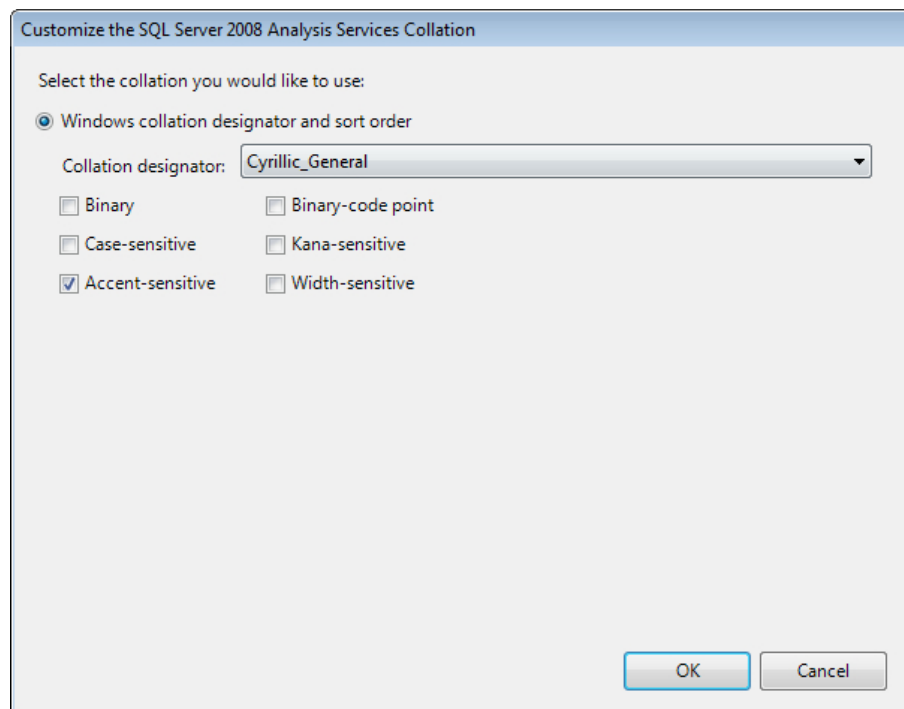 Customize the SQL Server 2008 Analysis Services Collation
Select the collation you would like to use:
Windows collation designator and sort order
Collation designator: Cyrillic_General
Binary Binary-code point
Case-sensitive Kana-sensitive
Accent-sensitive Width-sensitive
OK Cancel